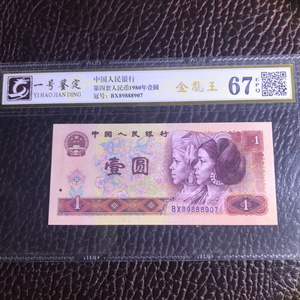 一号鉴定
YI HAO JIAN DING
中国人民银行
第四套人民币1980年壹圆
冠号：BX89888907
金龙王
67 EPQ
中国人民银行
1
壹圆
1
BX89888907
1